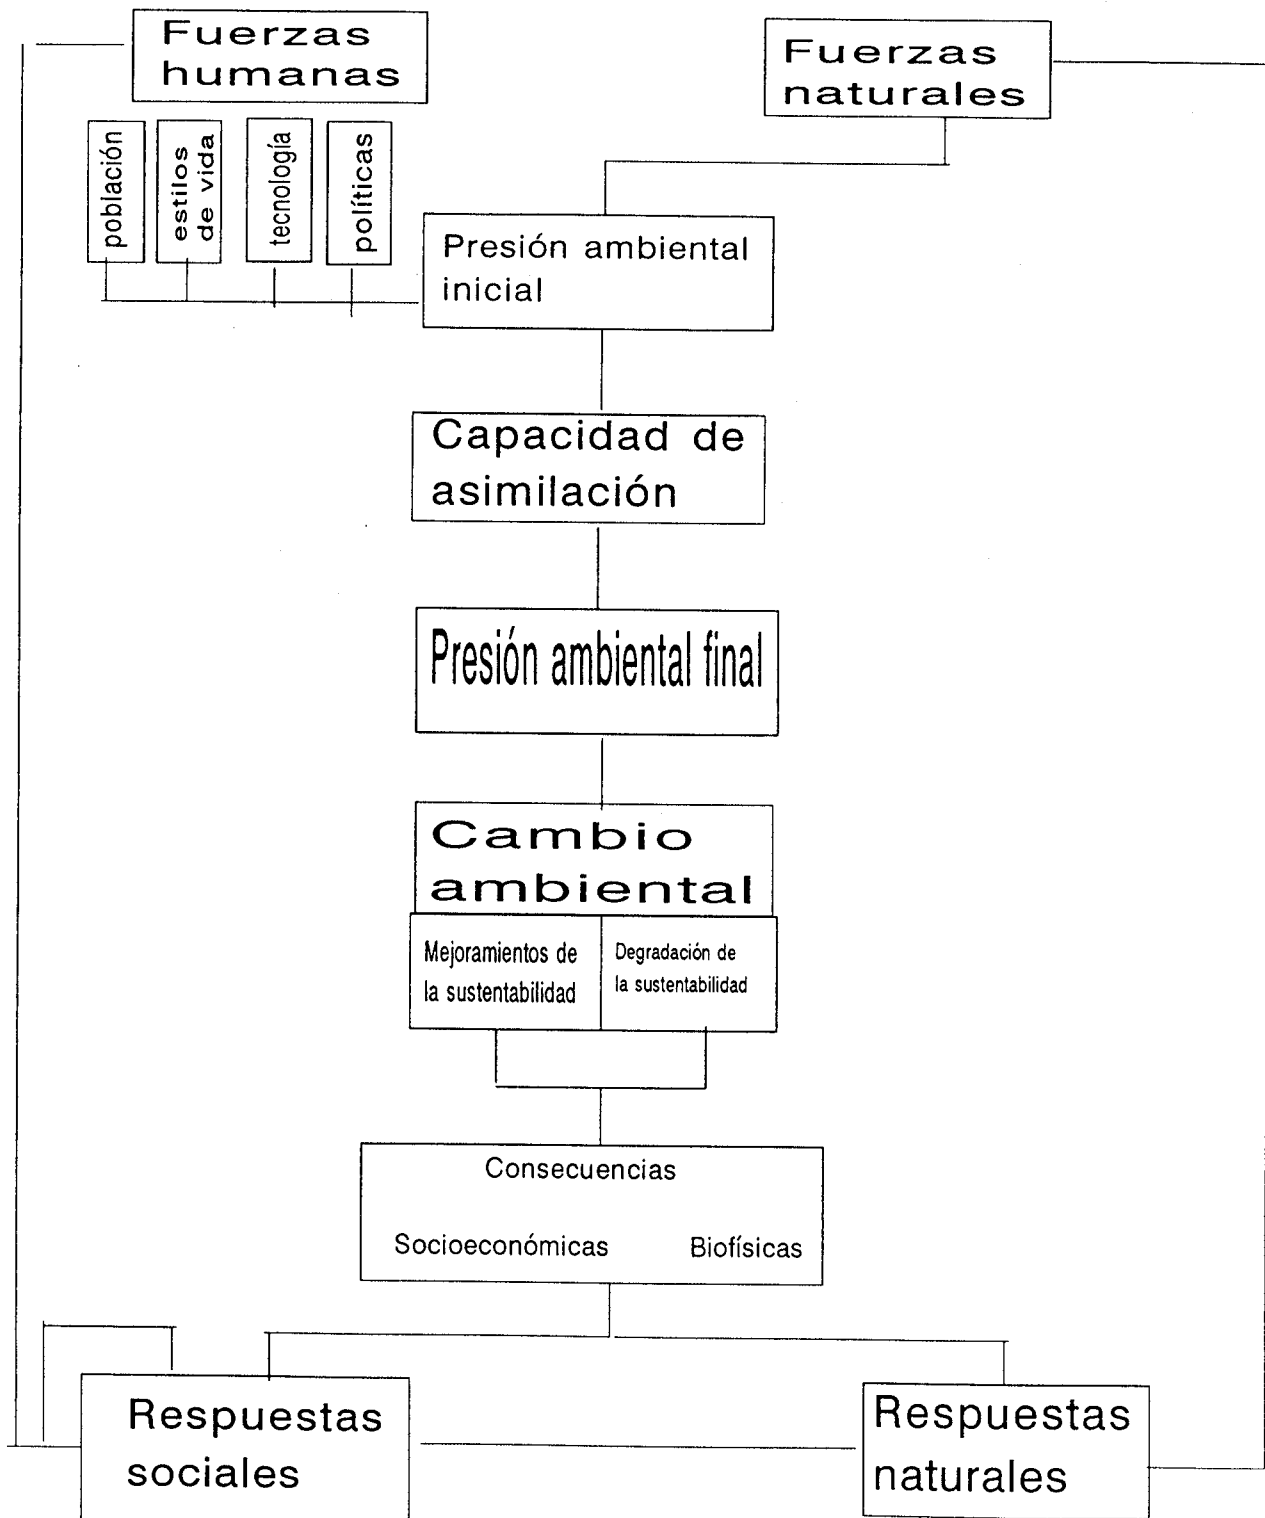 Fuerzas
humanas
Fuerzas
naturales
población
estilos
de vida
tecnología
políticas
Presión ambiental
inicial
Capacidad de
asimilación
Presión ambiental final
Cambio
ambiental
Mejoramientos de
la sustentabilidad
Degradación de
la sustentabilidad
Consecuencias
Socioeconómicas Biofísicas
Respuestas
sociales
Respuestas
naturales